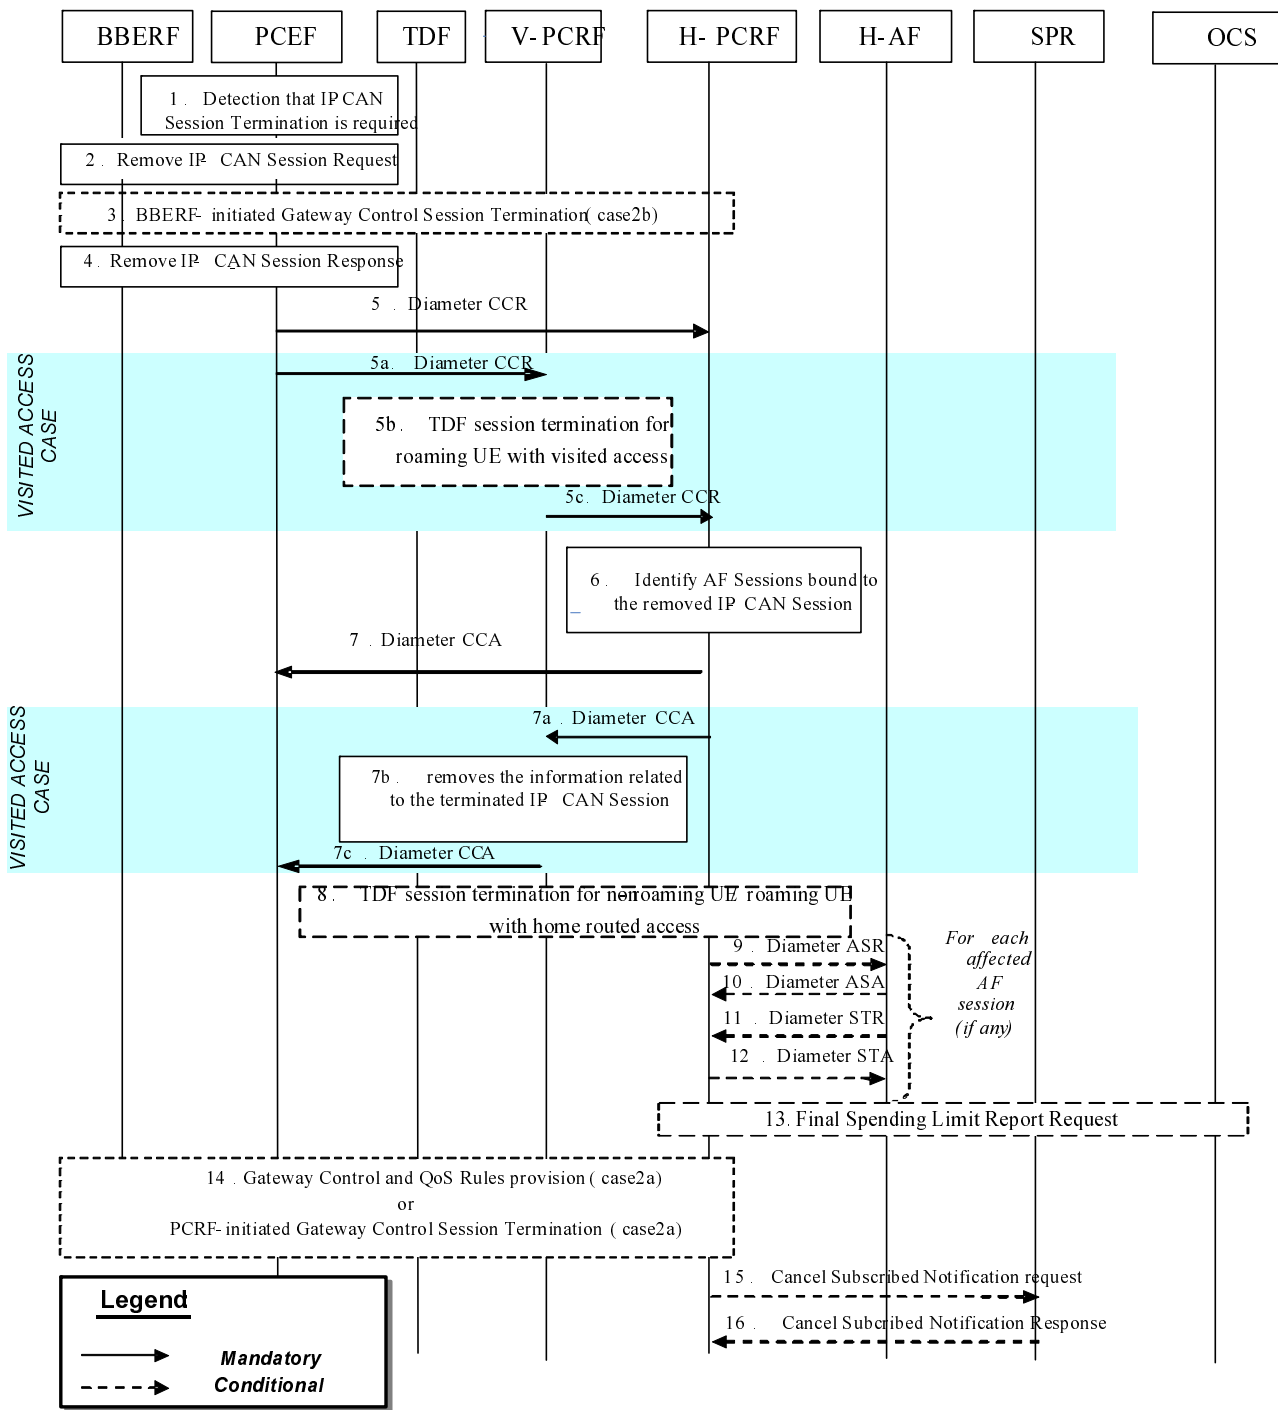 BBERF PCEF TDF V- PCRF H- PCRF H- AF SPR OCS
1 . Detection that IP CAN
Session Termination is required
2 . Remove IP- CAN Session Request
3. BBERF- initiated Gateway Control Session Termination( case2b)
4 . Remove IP- CAN Session Response
5 . Diameter CCR
VISITED ACCESS
CASE
5a. Diameter CCR
5b . TDF session termination for
roaming UE with visited access
5c. Diameter CCR
6 . Identify AF Sessions bound to
the removed IP CAN Session
7 . Diameter CCA
VISITED ACCESS
CASE
7a . Diameter CCA
7b . removes the information related
to the terminated IP- CAN Session
7c . Diameter CCA
8 . TDF session termination for non-roaming UE/ roaming UE
with home routed access
9 . Diameter ASR
10 . Diameter ASA
11 . Diameter STR
12 . Diameter STA
For each
affected
AF
session
(if any)
13. Final Spending Limit Report Request
14 . Gateway Control and QoS Rules provision ( case2a)
or
PCRF- initiated Gateway Control Session Termination ( case2a)
15 . Cancel Subscribed Notification request
16 . Cancel Subcribed Notification Response
Legend
Mandatory
Conditional